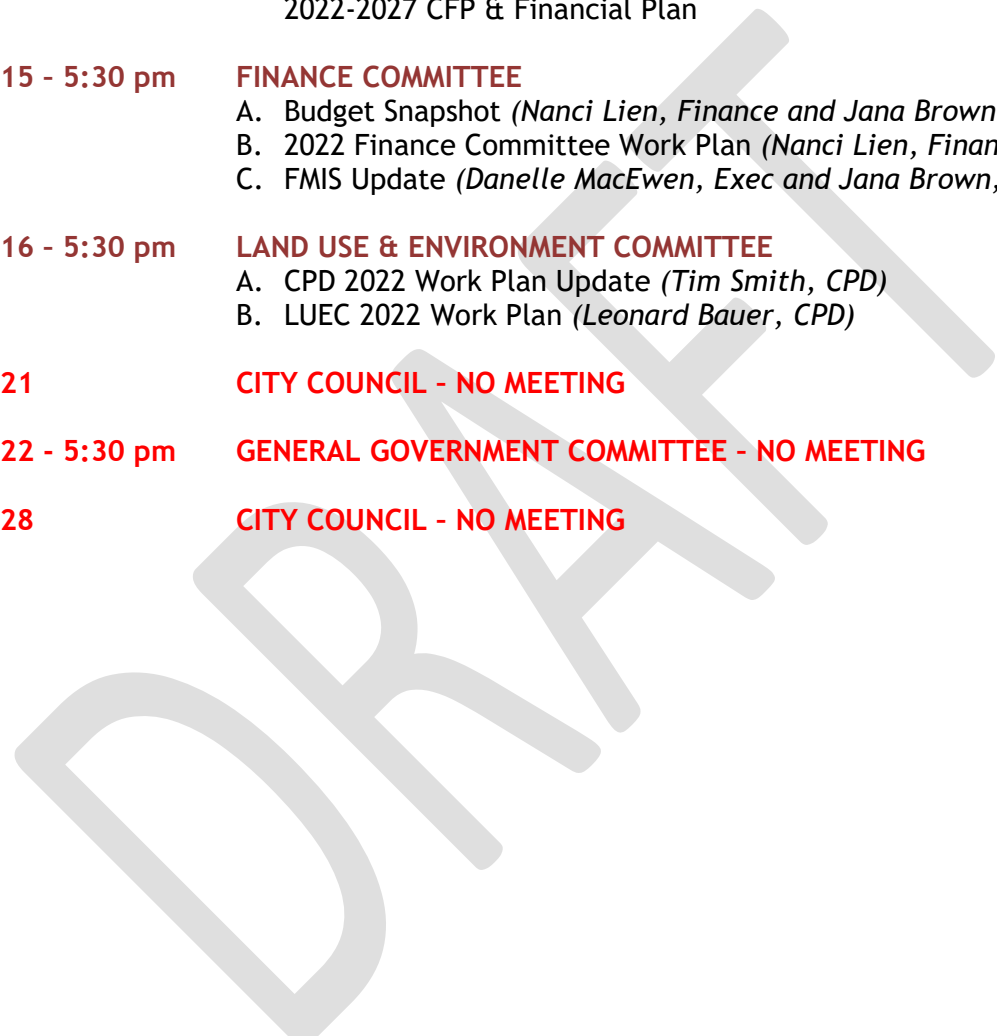 2022-2027 CFP & Financial Plan
15 – 5:30 pm FINANCE COMMITTEE
A. Budget Snapshot (Nanci Lien, Finance and Jana Brown
B. 2022 Finance Committee Work Plan (Nanci Lien, Finan
C. FMIS Update (Danelle MacEwen, Exec and Jana Brown,
16 – 5:30 pm LAND USE & ENVIRONMENT COMMITTEE
A. CPD 2022 Work Plan Update (Tim Smith, CPD)
B. LUEC 2022 Work Plan (Leonard Bauer, CPD)
21 CITY COUNCIL – NO MEETING
22 - 5:30 pm GENERAL GOVERNMENT COMMITTEE – NO MEETING
28 CITY COUNCIL – NO MEETING
DRAFT